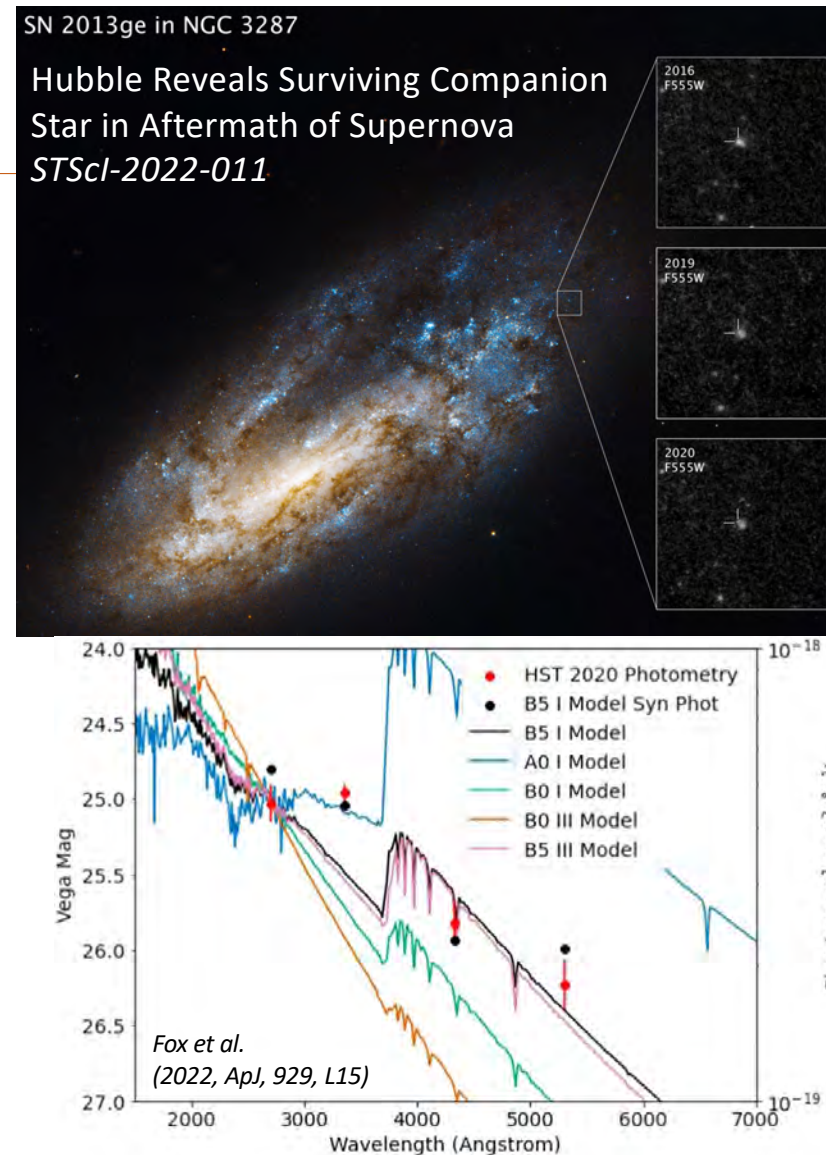 SN 2013ge in NGC 3287
Hubble Reveals Surviving Companion
Star in Aftermath of Supernova
STScI-2022-011
2016
F555W
2019
F555W
2020
F555W
24.0
24.5
25.0
25.5
26.0
26.5
27.0
Vega Mag
HST 2020 Photometry
B5 I Model Syn Phot
B5 I Model
A0 I Model
B0 I Model
B0 III Model
B5 III Model
10⁻¹⁸
10⁻¹⁹
Fox et al.
(2022, ApJ, 929, L15)
2000 3000 4000 5000 6000 7000
Wavelength (Angstrom)